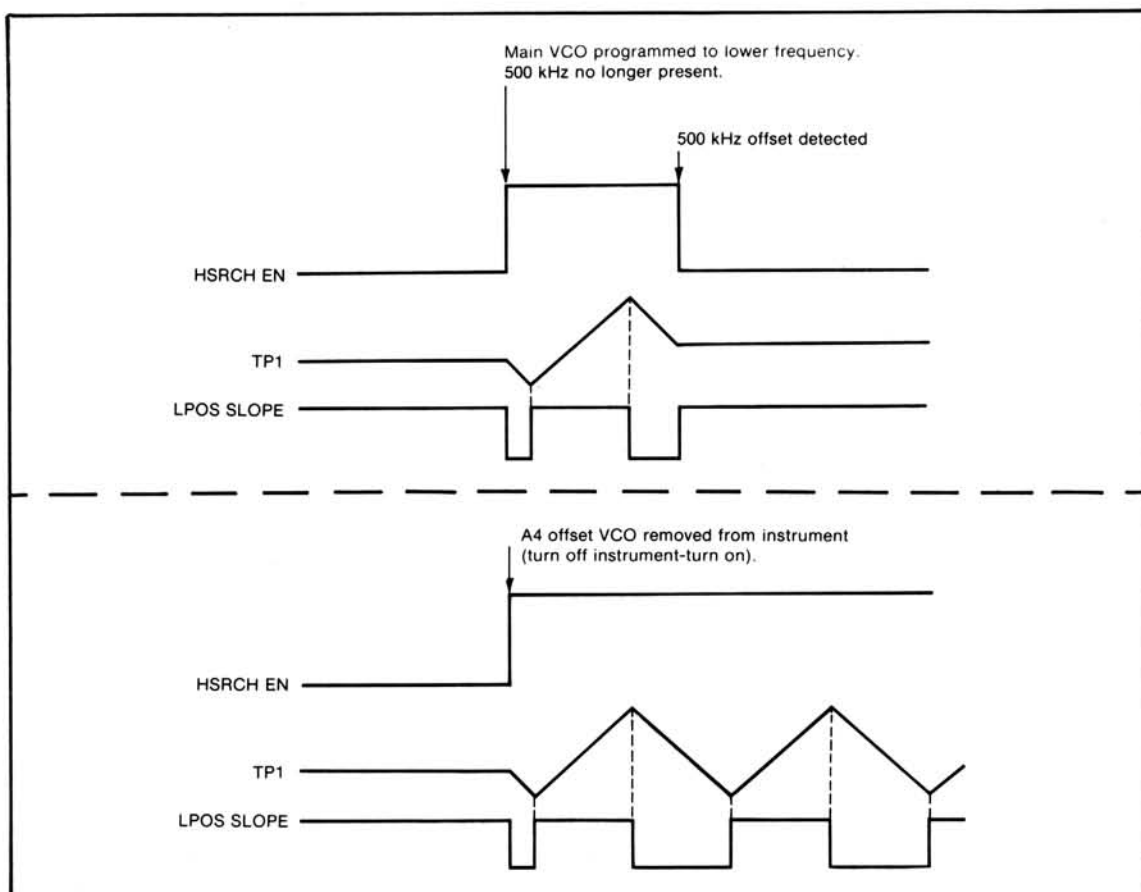 Main VCO programmed to lower frequency.
500 kHz no longer present.
500 kHz offset detected
HSRCH EN
TP1
LPOS SLOPE
A4 offset VCO removed from instrument
(turn off instrument-turn on).
HSRCH EN
TP1
LPOS SLOPE